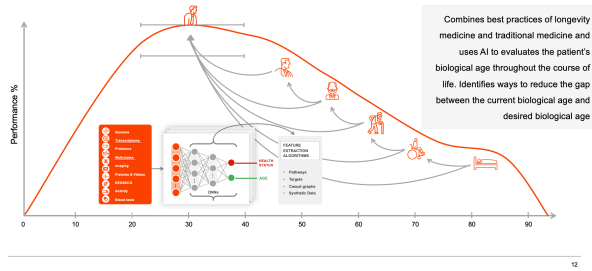 Combines best practices of longevity
medicine and traditional medicine and
uses AI to evaluate the patient's
biological age throughout the course of
life. Identifies ways to reduce the gap
between the current biological age and
desired biological age
Performance %
Genome
Transcriptome
Proteome
Methylome
Imaging
Pictures & Videos
Activity
Blood tests
DNNs
HEALTH
STATUS
AGE
FEATURE
EXTRACTION
ALGORITHMS
- Pathways
- Targets
- Casual graphs
- Synthetic Data
0
10
20
30
40
50
60
70
80
90
12